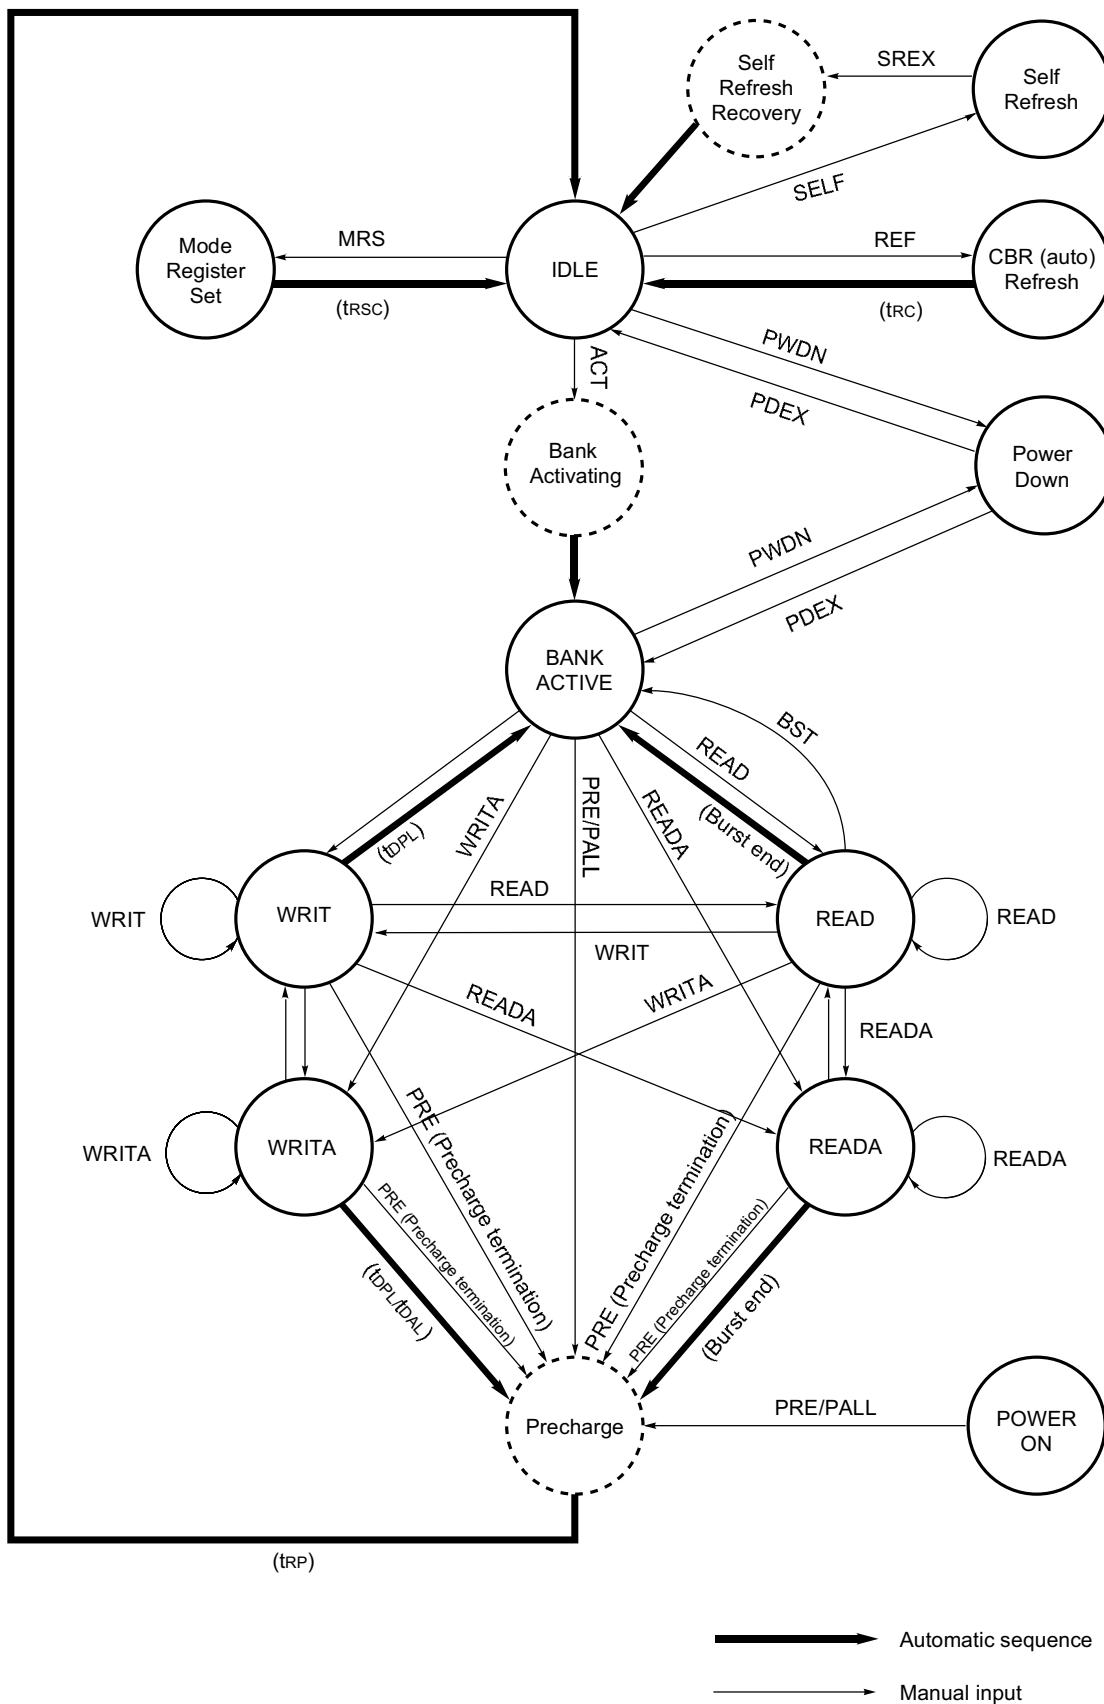 Self
Refresh
Recovery
SREX
Self
Refresh
SELF
Mode
Register
Set
MRS
(tRSC)
IDLE
REF
(tRC)
CBR (auto)
Refresh
ACT
PWDN
PDEX
Bank
Activating
Power
Down
PWDN
PDEX
BANK
ACTIVE
BST
READ
(Burst end)
(tDPL)
WRITA
PRE/PALL
READA
WRIT
WRIT
READ
WRIT
READ
READ
READA
WRITA
READA
WRITA
WRITA
PRE (Precharge termination)
PRE (Precharge termination)
READA
READA
PRE (Precharge termination)
(tDPL/tDAL)
PRE (Precharge termination)
(Burst end)
Precharge
PRE/PALL
POWER
ON
(tRP)
Automatic sequence
Manual input